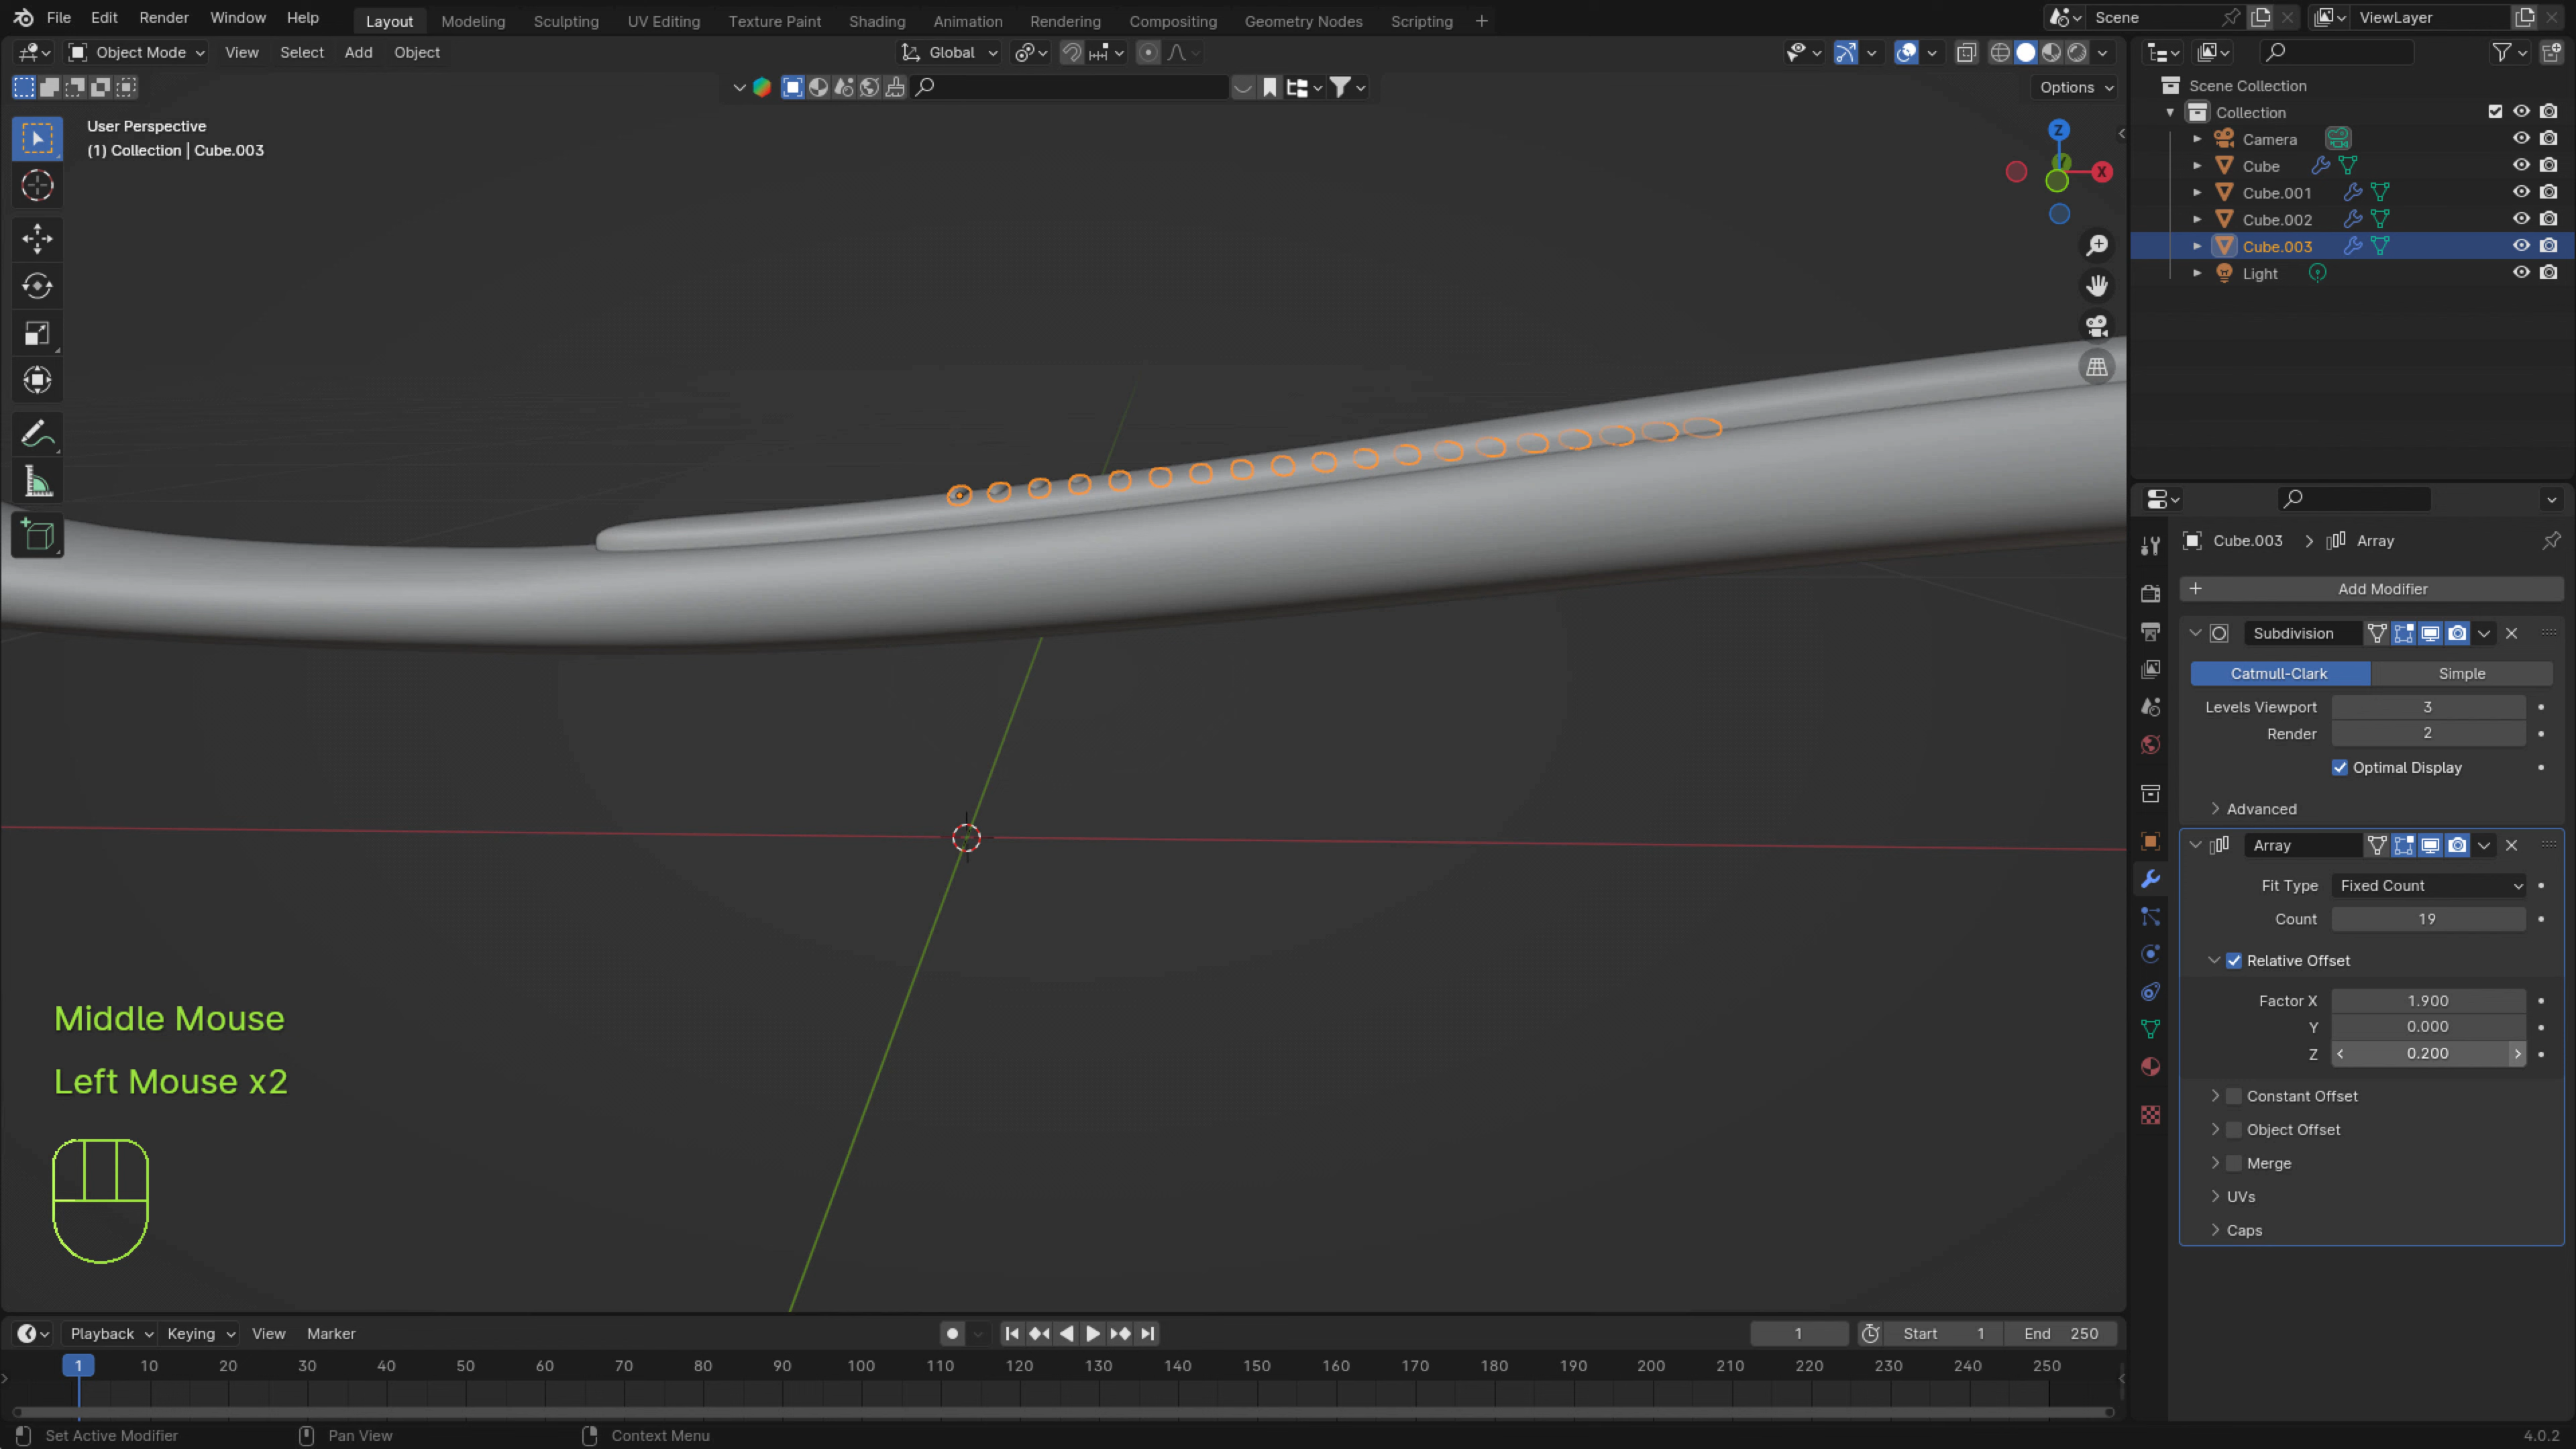 File Edit Render Window Help Layout Modeling Sculpting UV Editing Texture Paint Shading Animation Rendering Compositing Geometry Nodes Scripting + Scene ViewLayer
Object Mode View Select Add Object Global
Options
User Perspective
(1) Collection | Cube.003
Z
Y
X
Scene Collection
Collection
Camera
Cube
Cube.001
Cube.002
Cube.003
Light
Cube.003 > Array
+ Add Modifier
Subdivision
Catmull-Clark Simple
Levels Viewport 3
Render 2
Optimal Display
Advanced
Array
Fit Type Fixed Count
Count 19
Relative Offset
Factor X 1.900
Y 0.000
Z 0.200
Constant Offset
Object Offset
Merge
UVs
Caps
Middle Mouse
Left Mouse x2
Playback Keying View Marker 1 Start 1 End 250
1 10 20 30 40 50 60 70 80 90 100 110 120 130 140 150 160 170 180 190 200 210 220 230 240 250
Set Active Modifier Pan View Context Menu 4.0.2